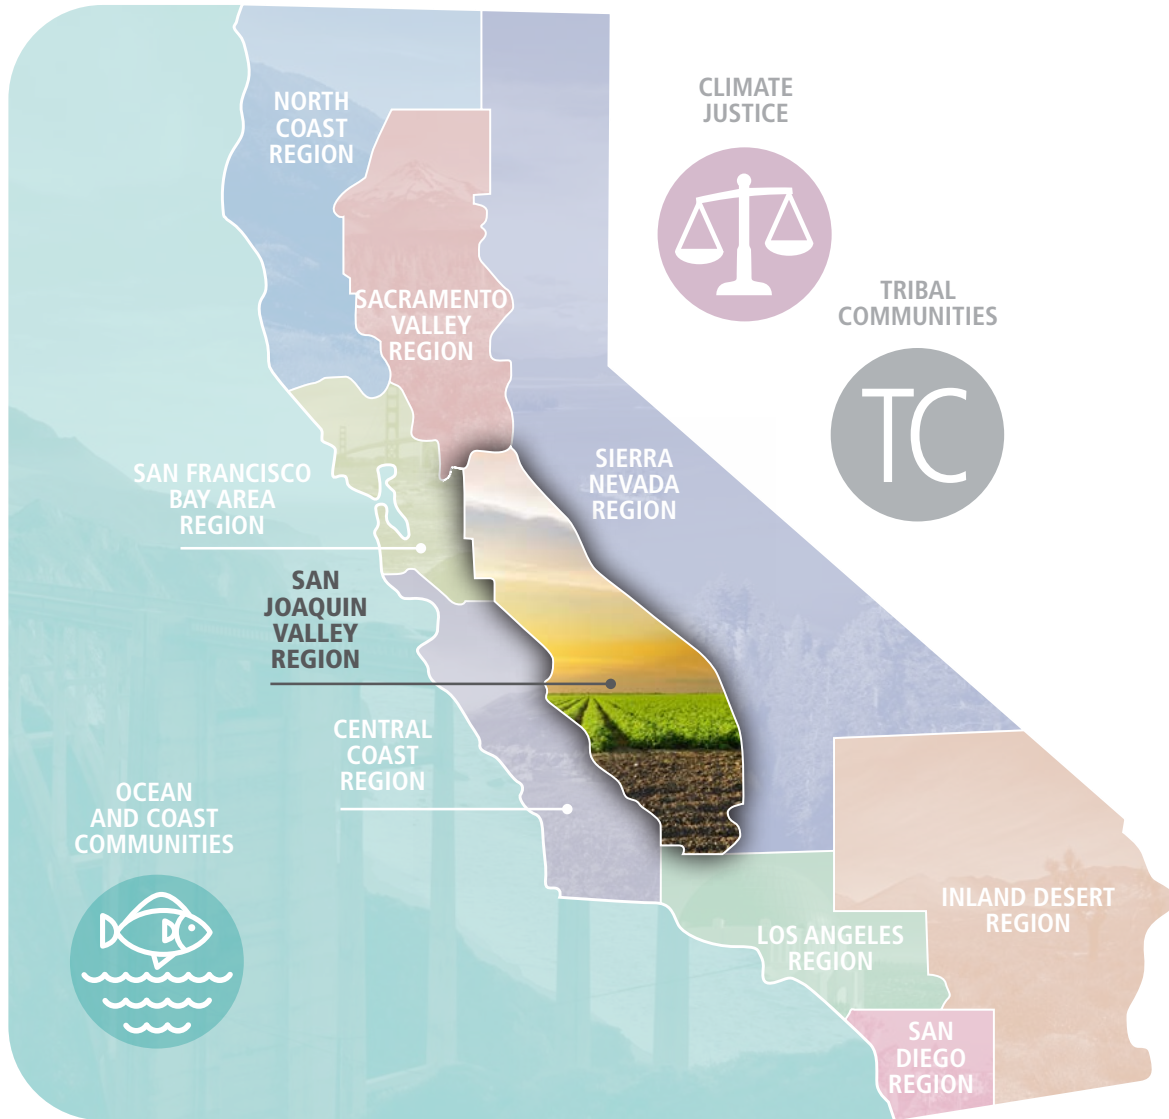 CLIMATE
JUSTICE
NORTH
COAST
REGION
TRIBAL
COMMUNITIES
TC
SACRAMENTO
VALLEY
REGION
SIERRA
NEVADA
REGION
SAN FRANCISCO
BAY AREA
REGION
SAN
JOAQUIN
VALLEY
REGION
CENTRAL
COAST
REGION
OCEAN
AND COAST
COMMUNITIES
INLAND DESERT
REGION
LOS ANGELES
REGION
SAN
DIEGO
REGION